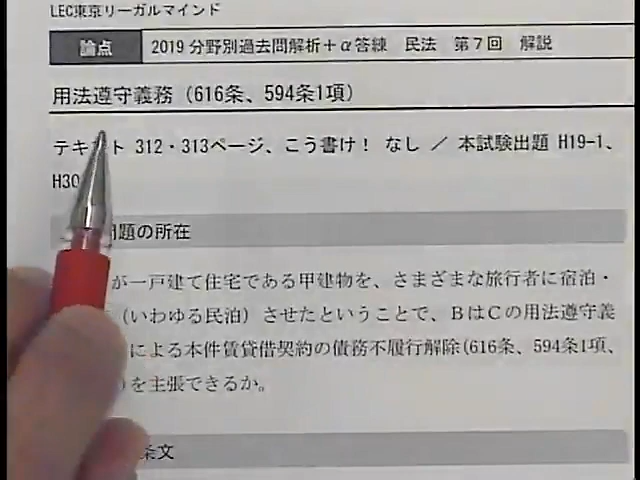 LEC東京リーガルマインド
論点 2019 分野別過去問解析+α答練 民法 第7回 解説
用法遵守義務（616条、594条1項）
テキスト 312・313ページ、こう書け！ なし ／ 本試験出題 H19-1、
H30
題の所在
が一戸建て住宅である甲建物を、さまざまな旅行者に宿泊・
（いわゆる民泊）させたということで、BはCの用法遵守義
による本件賃貸借契約の債務不履行解除(616条、594条1項、
）を主張できるか。
条文